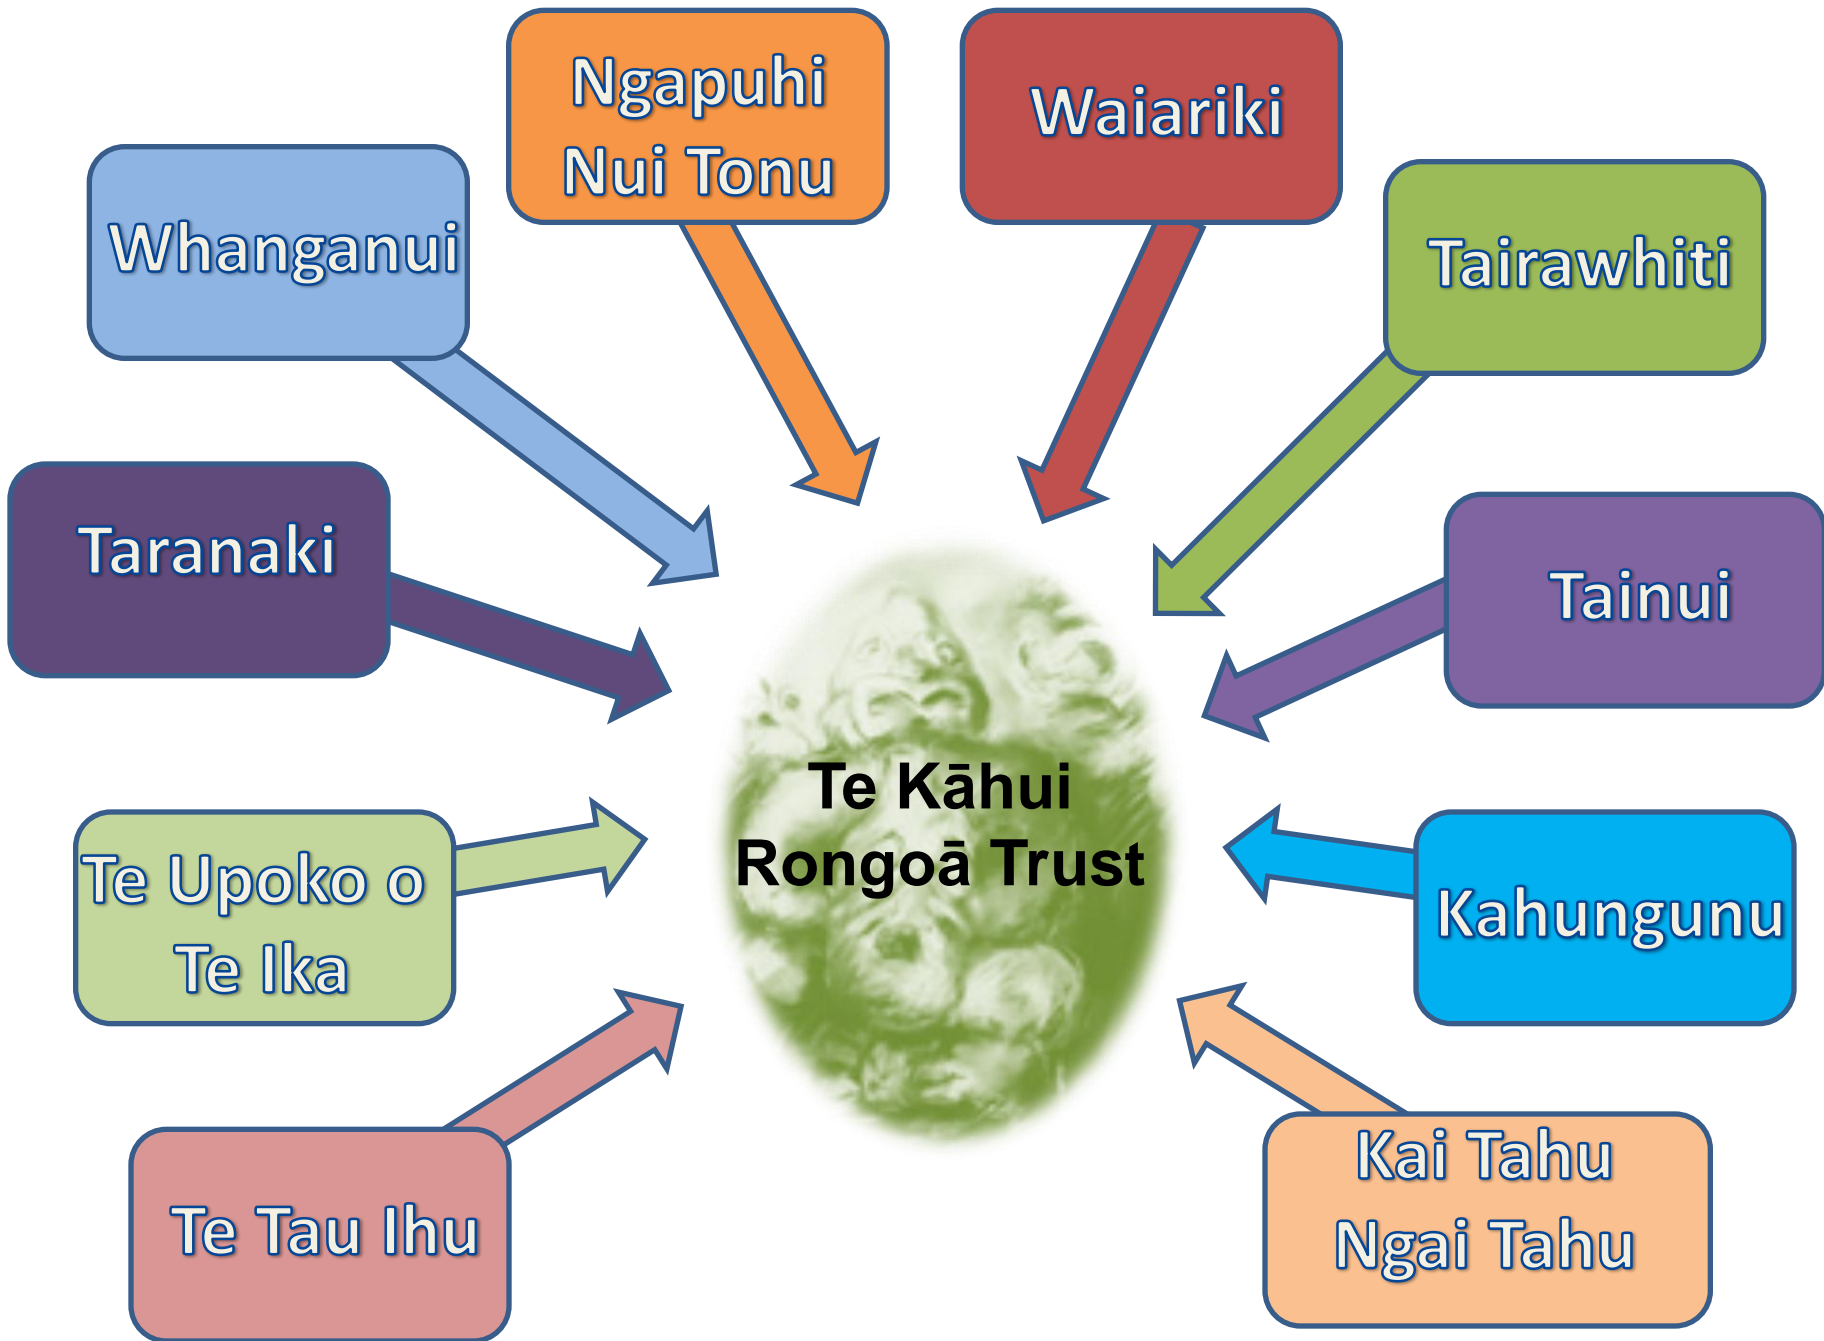 Ngapuhi
Nui Tonu
Waiariki
Whanganui
Tairawhiti
Taranaki
Tainui
Te Kāhui
Rongoā Trust
Te Upoko o
Te Ika
Kahungunu
Te Tau Ihu
Kai Tahu
Ngai Tahu